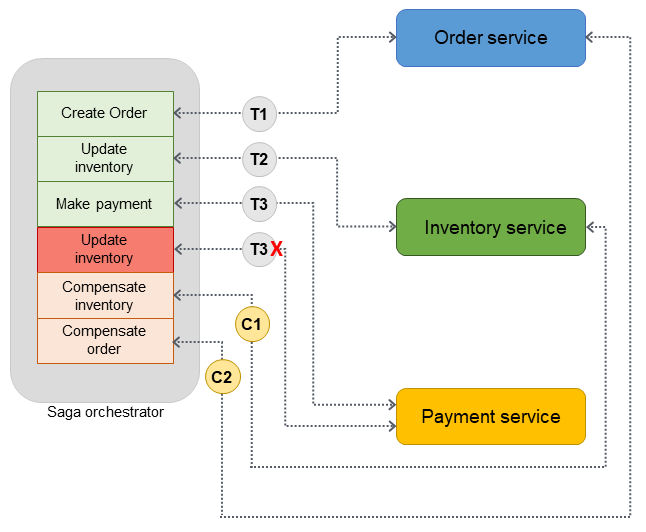 Order service
Create Order
T1
Update
inventory
T2
Make payment
T3
Inventory service
Update
inventory
T3 X
Compensate
inventory
C1
Compensate
order
C2
Saga orchestrator
Payment service